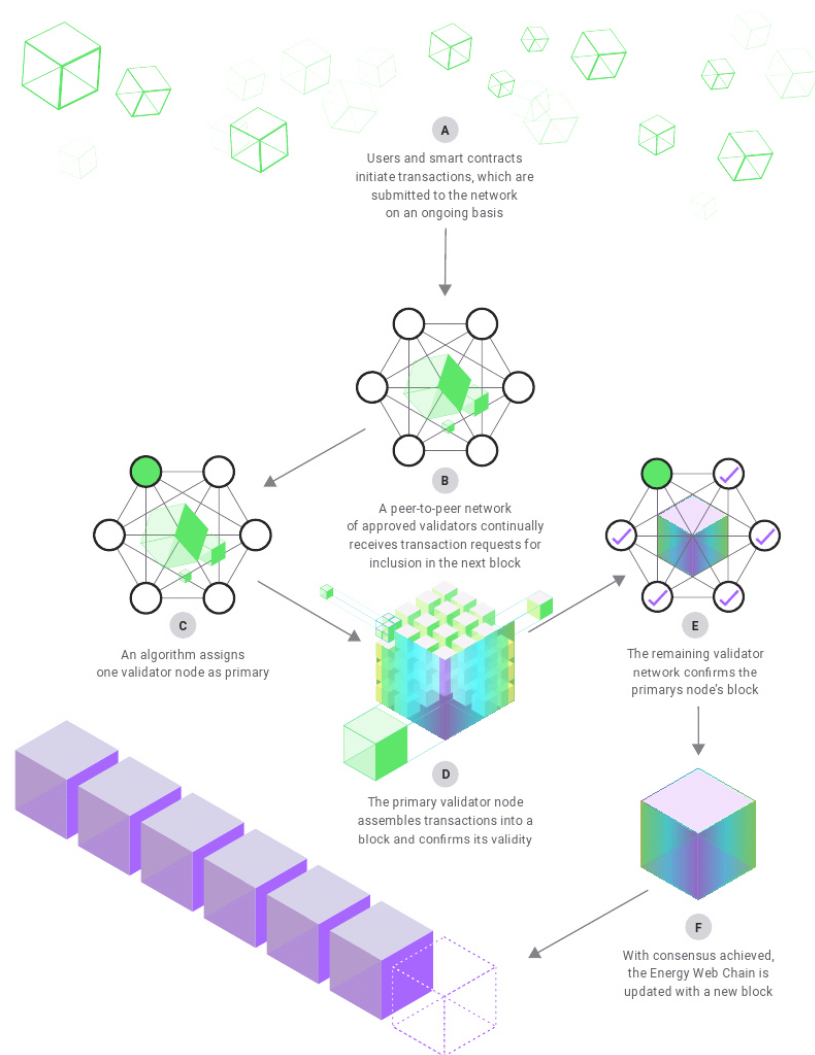 A
Users and smart contracts
initiate transactions, which are
submitted to the network
on an ongoing basis
B
A peer-to-peer network
of approved validators continually
receives transaction requests for
inclusion in the next block
C
An algorithm assigns
one validator node as primary
D
The primary validator node
assembles transactions into a
block and confirms its validity
E
The remaining validator
network confirms the
primarys node's block
F
With consensus achieved,
the Energy Web Chain is
updated with a new block